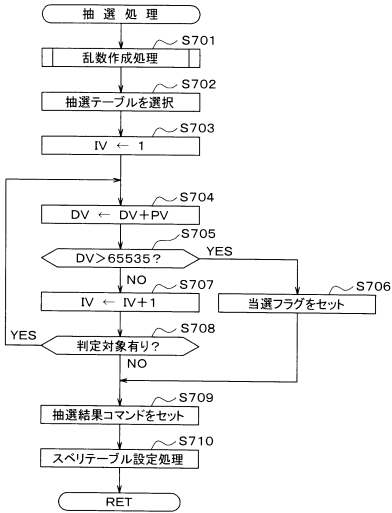 抽選処理
S701
乱数作成処理
S702
抽選テーブルを選択
S703
IV ← 1
S704
DV ← DV+PV
S705
DV>65535?
YES
NO
S706
当選フラグをセット
S707
IV ← IV+1
S708
YES
判定対象有り?
NO
S709
抽選結果コマンドをセット
S710
スベリテーブル設定処理
RET